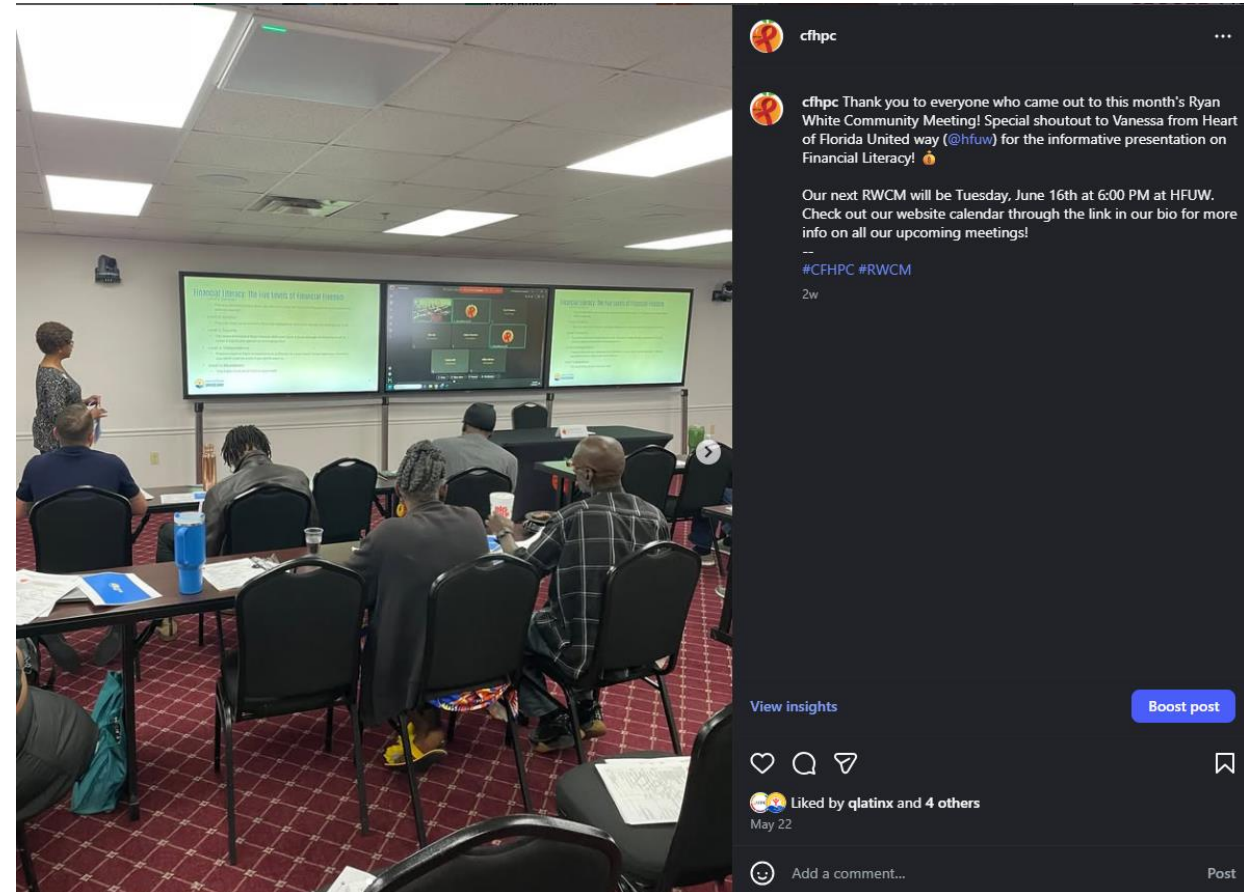 cfhpc
cfhpc Thank you to everyone who came out to this month's Ryan
White Community Meeting! Special shoutout to Vanessa from Heart
of Florida United way (@hfuw) for the informative presentation on
Financial Literacy!
Our next RWCM will be Tuesday, June 16th at 6:00 PM at HFUW.
Check out our website calendar through the link in our bio for more
info on all our upcoming meetings!
--
#CFHPC #RWCM
2w
View insights
Boost post
Liked by qlatinx and 4 others
May 22
Add a comment...
Post
Financial Literacy: The Five Levels of Financial Freedom